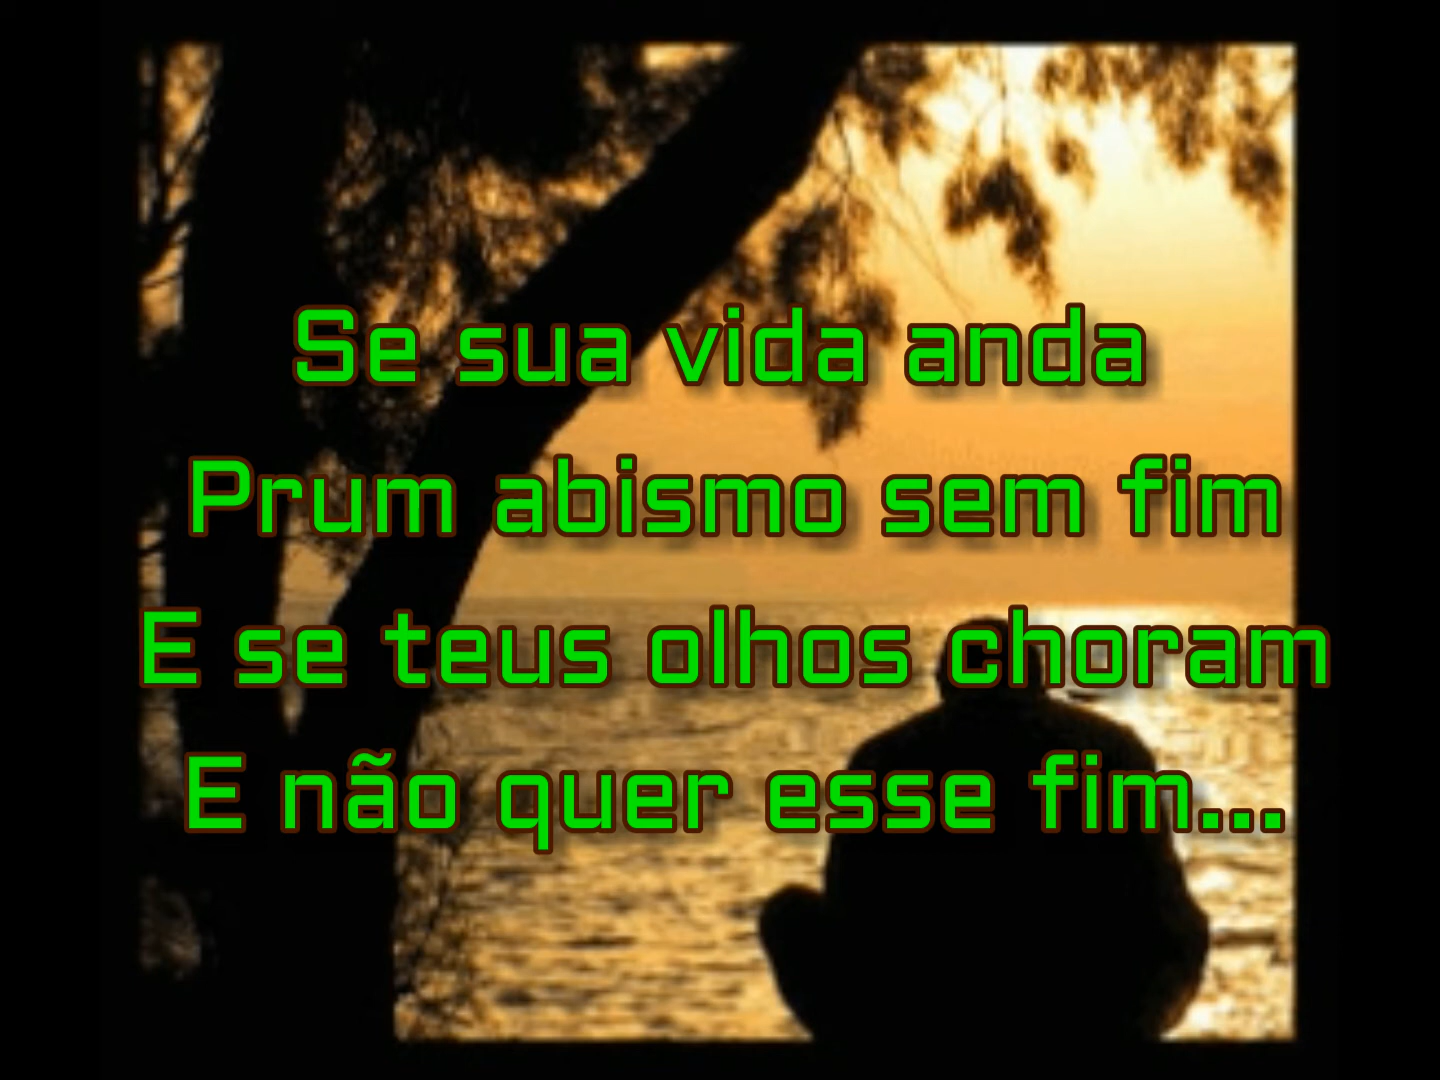 Se sua vida anda
Prum abismo sem fim
E se teus olhos choram
E não quer esse fim...